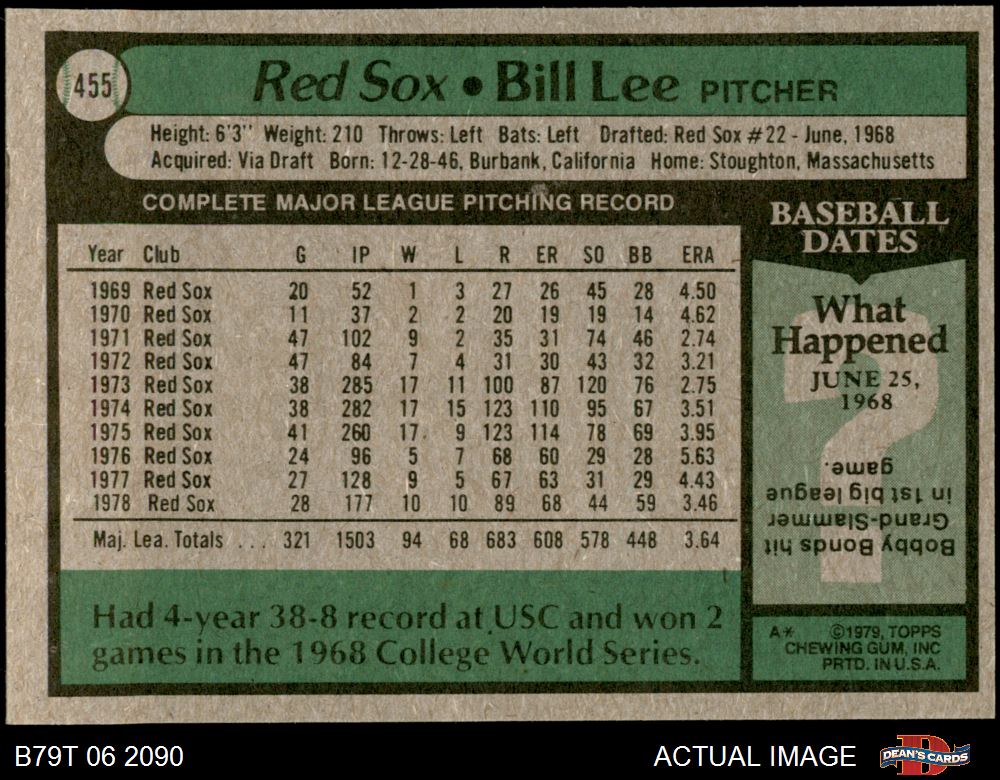 455
Red Sox • Bill Lee PITCHER
Height: 6'3" Weight: 210 Throws: Left Bats: Left Drafted: Red Sox #22 - June, 1968
Acquired: Via Draft Born: 12-28-46, Burbank, California Home: Stoughton, Massachusetts
COMPLETE MAJOR LEAGUE PITCHING RECORD
Year Club G IP W L R ER SO BB ERA
1969 Red Sox 20 52 1 3 27 26 45 28 4.50
1970 Red Sox 11 37 2 2 20 19 19 14 4.62
1971 Red Sox 47 102 9 2 35 31 74 46 2.74
1972 Red Sox 47 84 7 4 31 30 43 32 3.21
1973 Red Sox 38 285 17 11 100 87 120 76 2.75
1974 Red Sox 38 282 17 15 123 110 95 67 3.51
1975 Red Sox 41 260 17 9 123 114 78 69 3.95
1976 Red Sox 24 96 5 7 68 60 29 28 5.63
1977 Red Sox 27 128 9 5 67 63 31 29 4.43
1978 Red Sox 28 177 10 10 89 68 44 59 3.46
Maj. Lea. Totals ... 321 1503 94 68 683 608 578 448 3.64
Had 4-year 38-8 record at USC and won 2
games in the 1968 College World Series.
BASEBALL
DATES
What
Happened
JUNE 25,
1968
Bobby Bonds hit
Grand-Slammer
in 1st big league
game.
A* ©1979, TOPPS
CHEWING GUM, INC
PRTD. IN U.S.A.
B79T 06 2090
ACTUAL IMAGE
D
DEAN'S CARDS